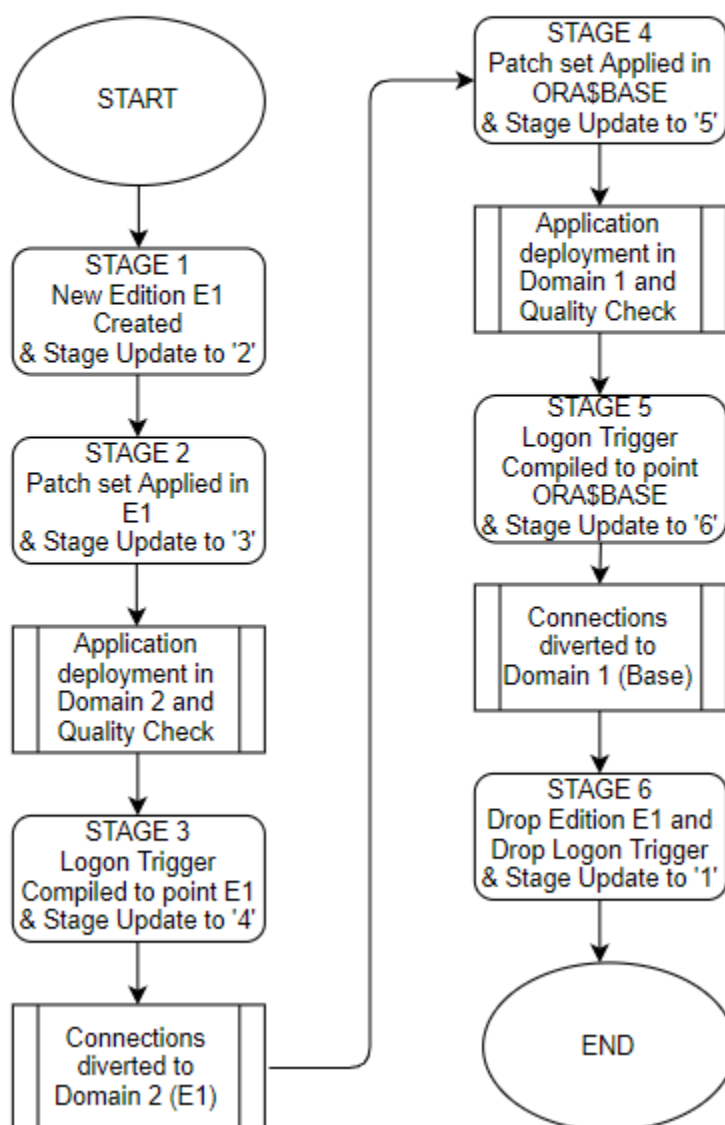 START
STAGE 1
New Edition E1
Created
& Stage Update to '2'
STAGE 2
Patch set Applied in
E1
& Stage Update to '3'
Application
deployment in
Domain 2 and
Quality Check
STAGE 3
Logon Trigger
Compiled to point E1
& Stage Update to '4'
Connections
diverted to
Domain 2 (E1)
STAGE 4
Patch set Applied in
ORA$BASE
& Stage Update to '5'
Application
deployment in
Domain 1 and
Quality Check
STAGE 5
Logon Trigger
Compiled to point
ORA$BASE
& Stage Update to '6'
Connections
diverted to
Domain 1 (Base)
STAGE 6
Drop Edition E1 and
Drop Logon Trigger
& Stage Update to '1'
END